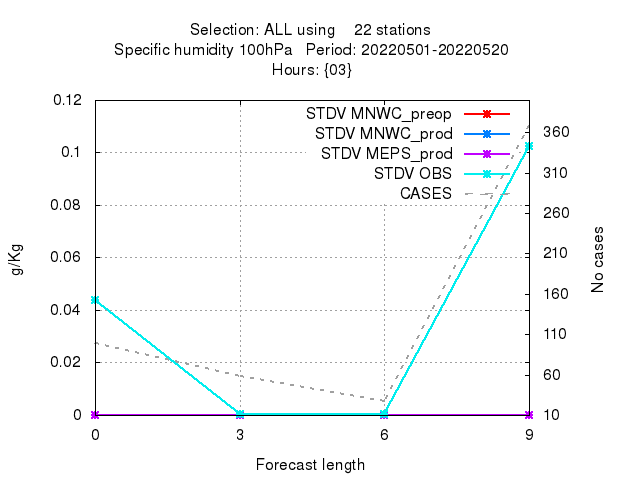 Selection: ALL using 22 stations
Specific humidity 100hPa Period: 20220501-20220520
Hours: {03}
STDV MNWC_preop
STDV MNWC_prod
STDV MEPS_prod
STDV OBS
CASES
0.12
0.1
0.08
0.06
0.04
0.02
0
360
310
260
210
160
110
60
10
g/Kg
No cases
0 3 6 9
Forecast length